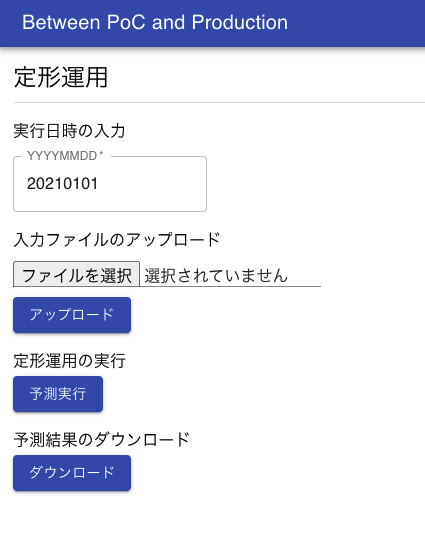 Between PoC and Production
定形運用
実行日時の入力
YYYYMMDD *
20210101
入力ファイルのアップロード
ファイルを選択 選択されていません
アップロード
定形運用の実行
予測実行
予測結果のダウンロード
ダウンロード